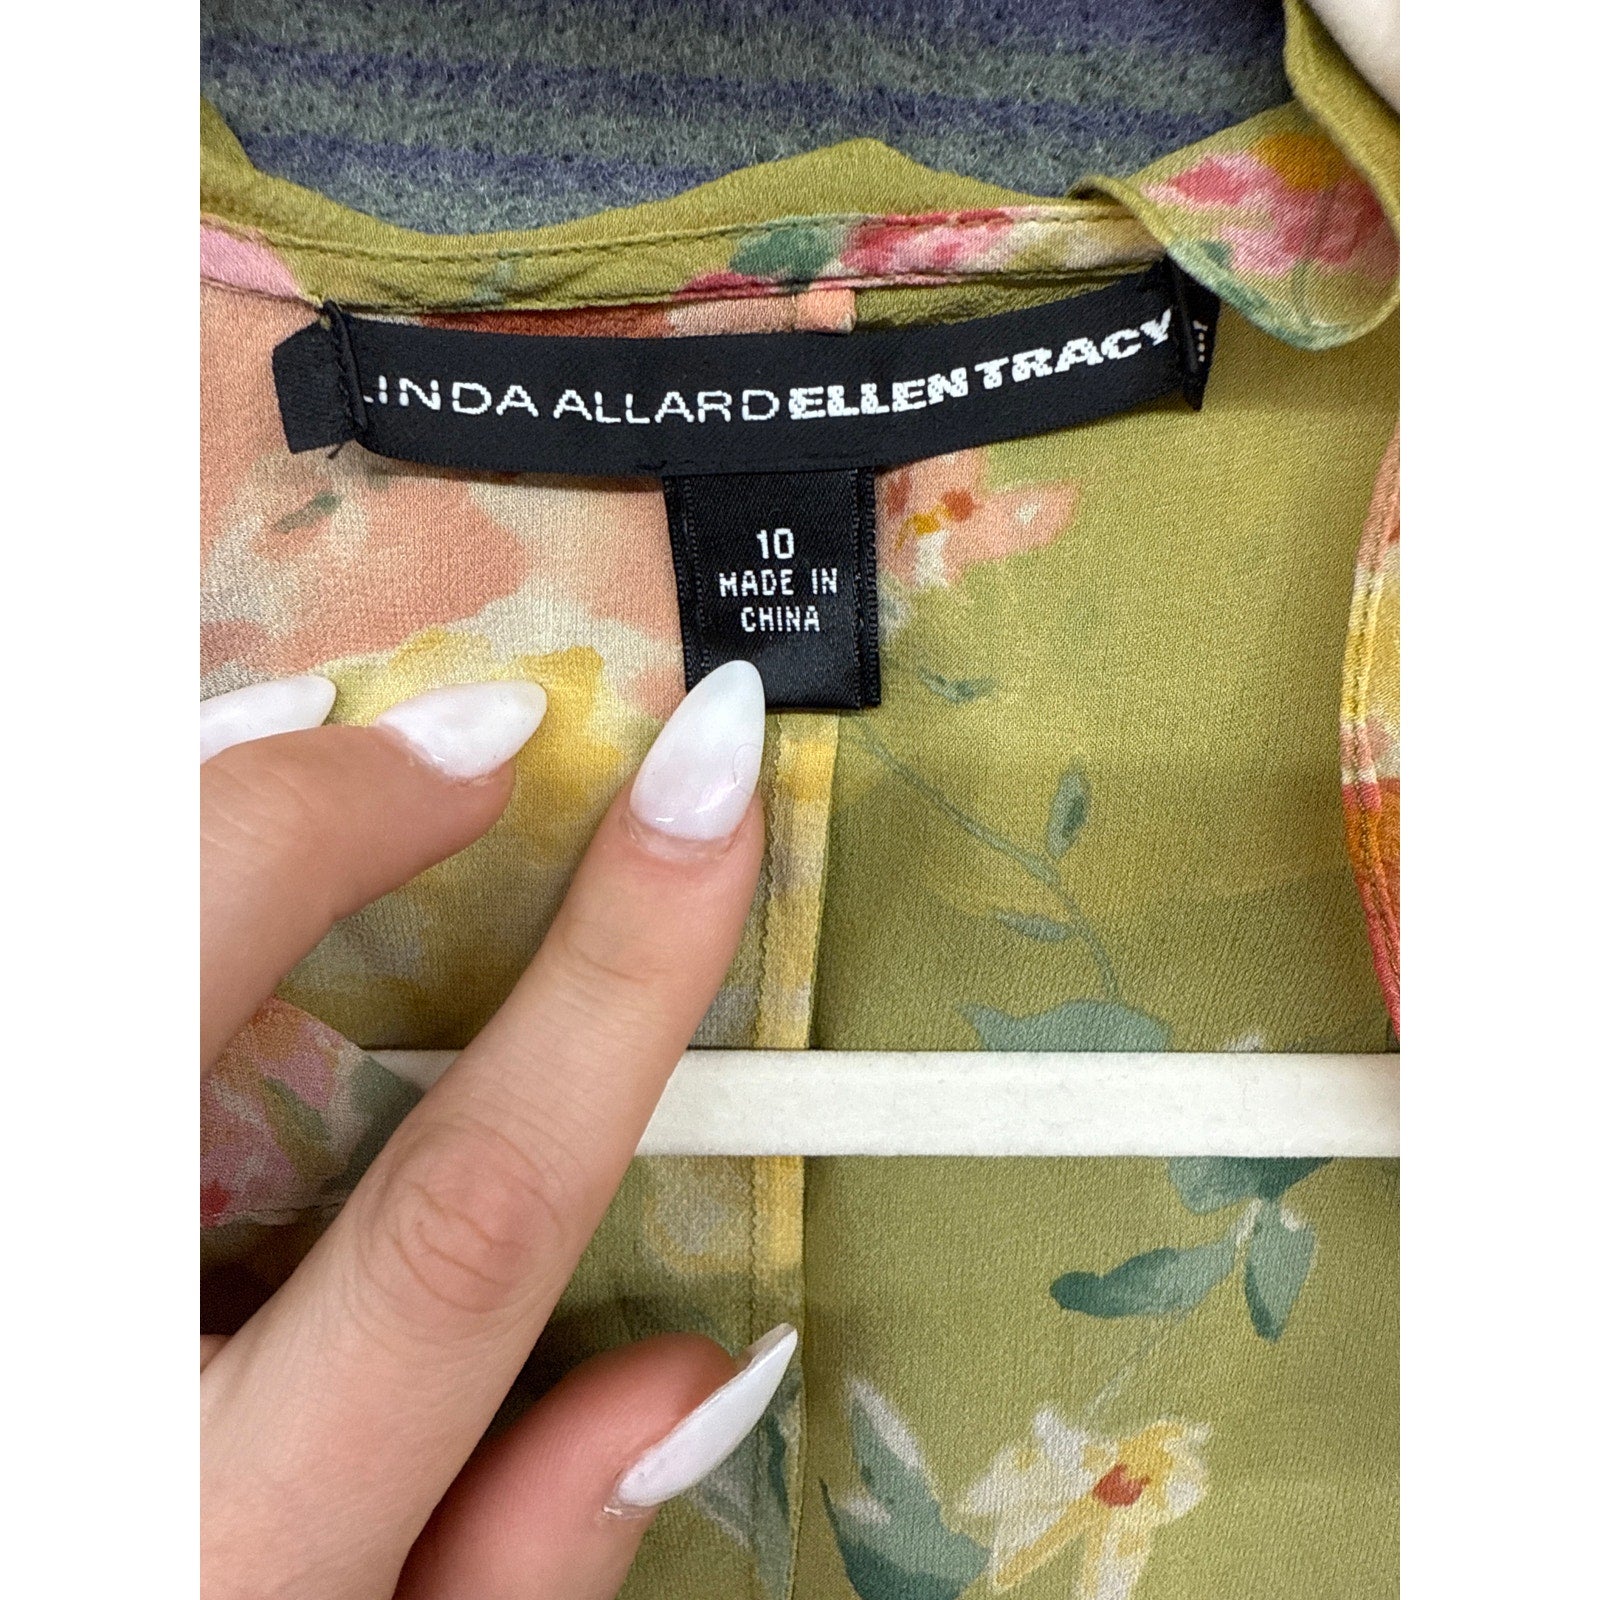 LINDA ALLARD ELLEN TRACY
10
MADE IN
CHINA